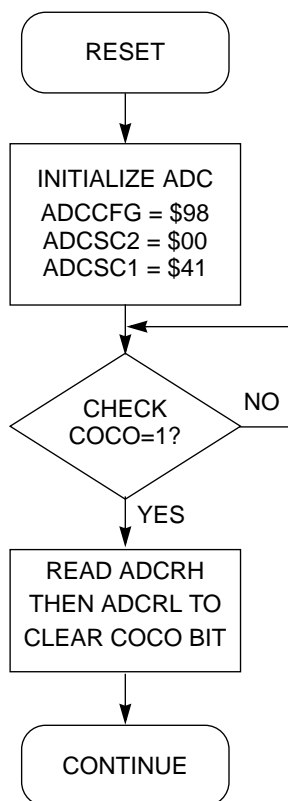 RESET
INITIALIZE ADC
ADCCFG = $98
ADCSC2 = $00
ADCSC1 = $41
CHECK
COCO=1?
NO
YES
READ ADCRH
THEN ADCRL TO
CLEAR COCO BIT
CONTINUE